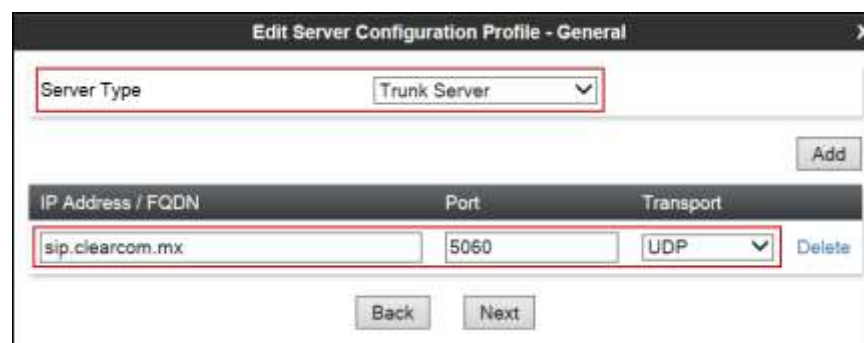 Edit Server Configuration Profile - General X
Server Type Trunk Server
Add
IP Address / FQDN Port Transport
sip.clearcom.mx 5060 UDP Delete
Back Next